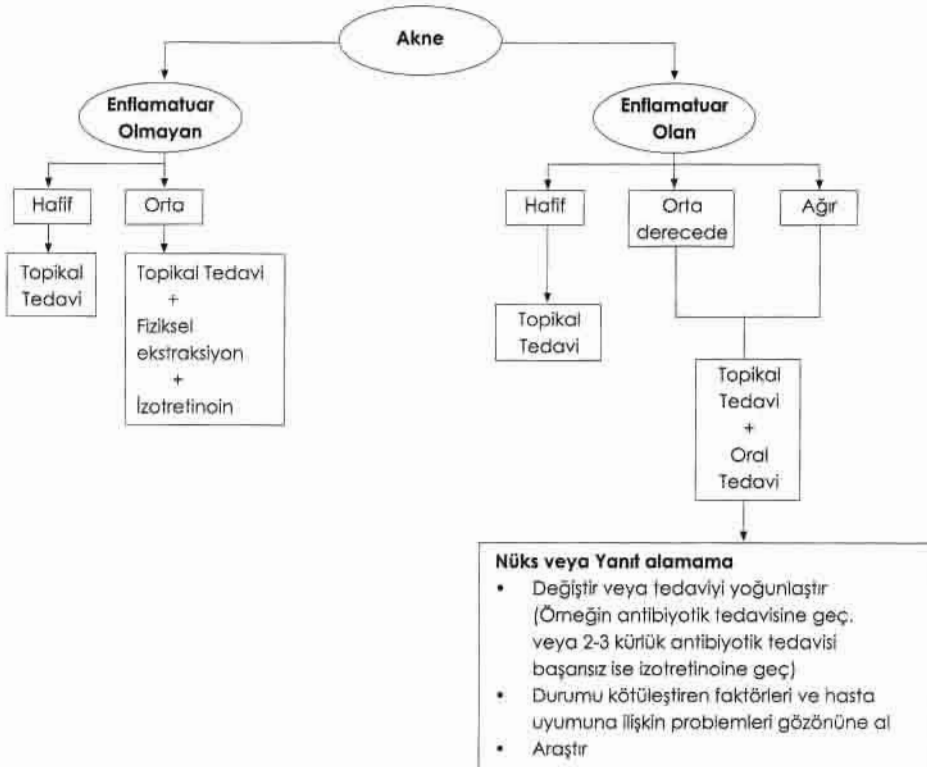 Akne
Enflamatuar
Olmayan
Enflamatuar
Olan
Hafif
Orta
Hafif
Orta
derecede
Ağır
Topikal
Tedavi
Topikal Tedavi
+
Fiziksel
ekstraksiyon
+
İzotretinoin
Topikal
Tedavi
Topikal
Tedavi
+
Oral
Tedavi
Nüks veya Yanıt alamama
• Değiştir veya tedaviyi yoğunlaştır
(Örneğin antibiyotik tedavisine geç.
veya 2-3 kürlük antibiyotik tedavisi
başarısız ise izotretinoine geç)
• Durumu kötüleştiren faktörleri ve hasta
uyumuna ilişkin problemleri gözönüne al
• Araştır